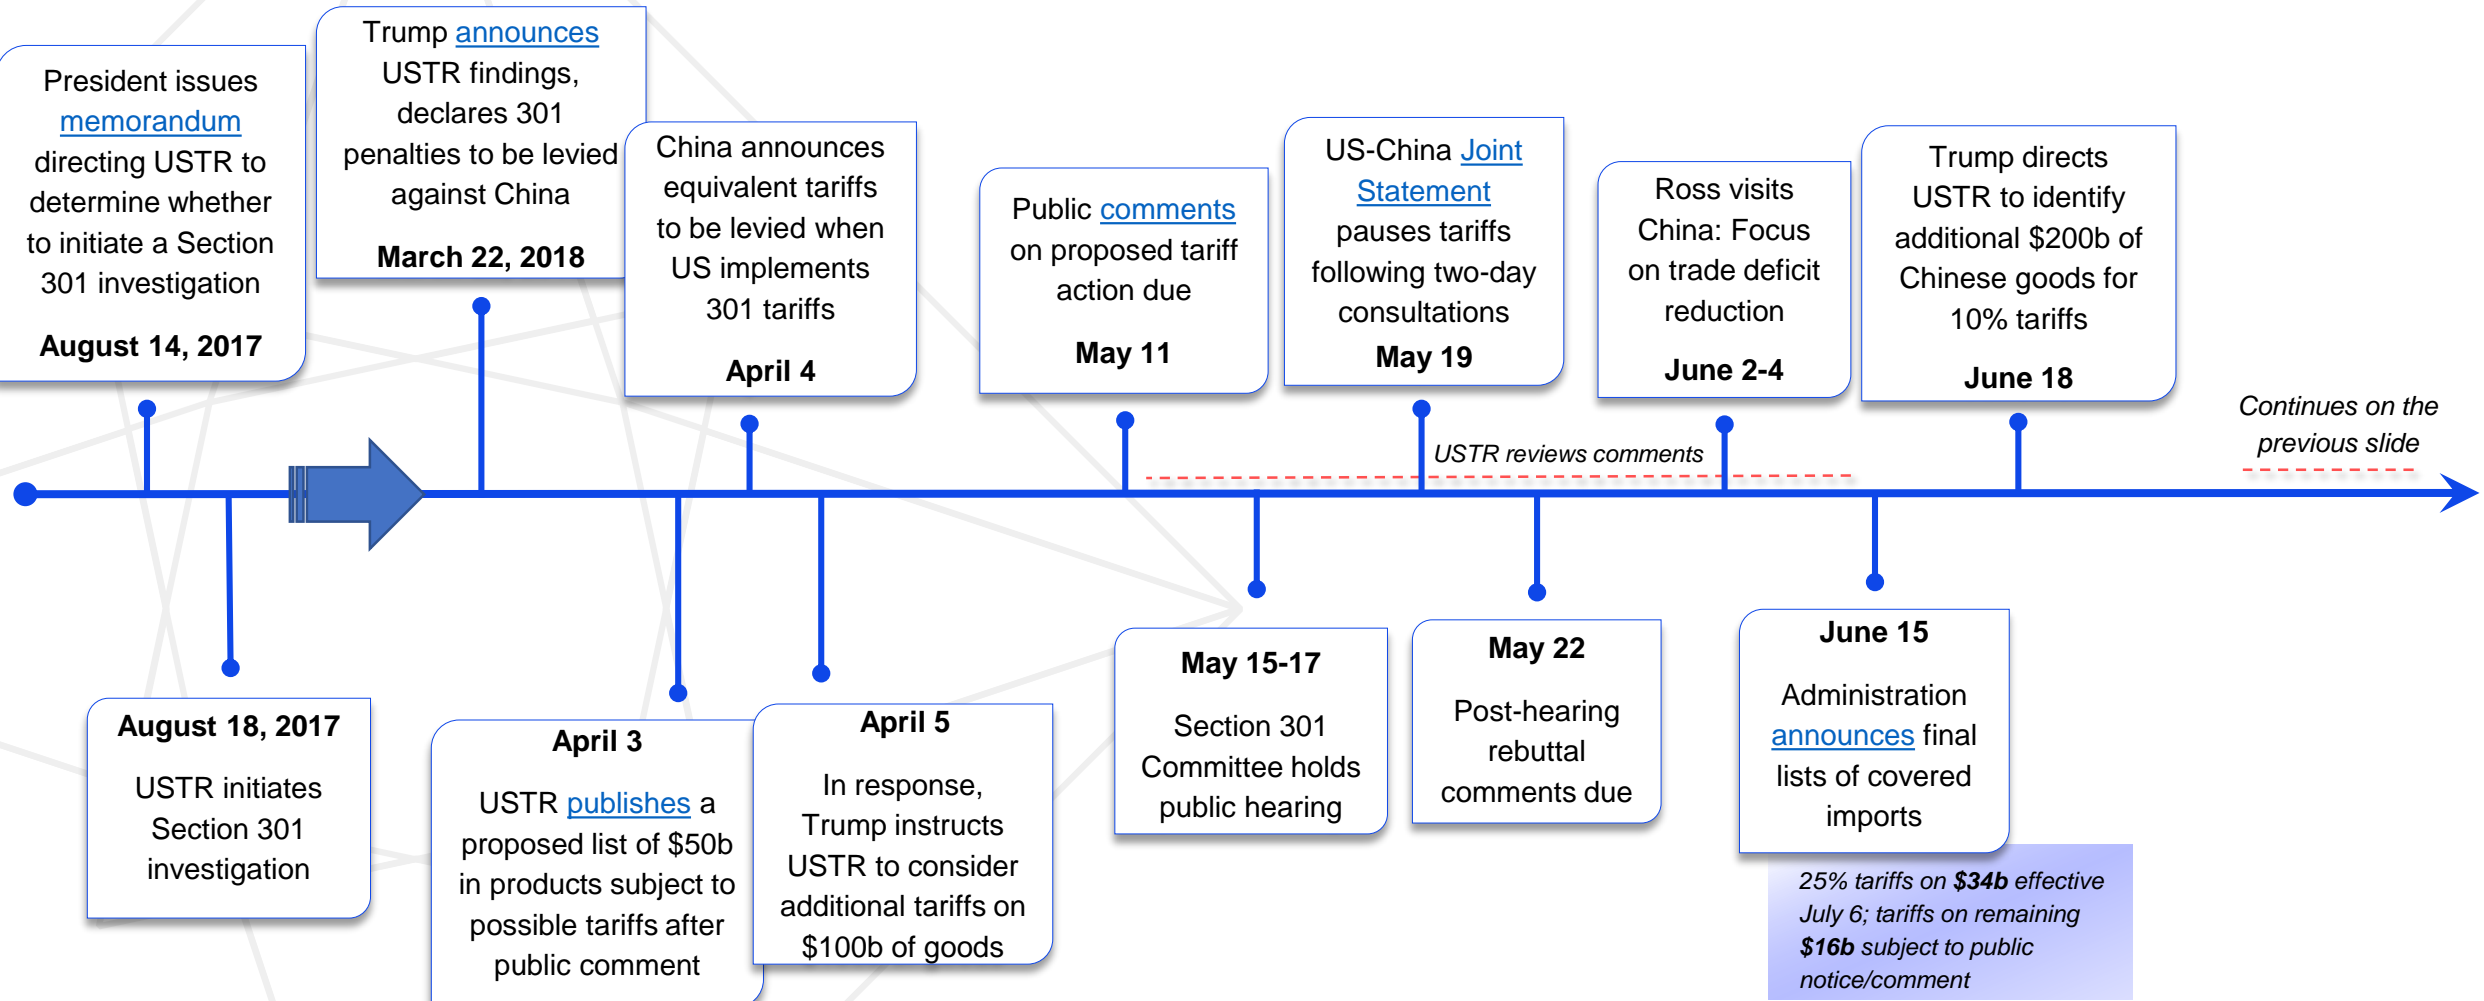 President issues
memorandum
directing USTR to
determine whether
to initiate a Section
301 investigation
August 14, 2017
Trump announces
USTR findings,
declares 301
penalties to be levied
against China
March 22, 2018
China announces
equivalent tariffs
to be levied when
US implements
301 tariffs
April 4
Public comments
on proposed tariff
action due
May 11
US-China Joint
Statement
pauses tariffs
following two-day
consultations
May 19
Ross visits
China: Focus
on trade deficit
reduction
June 2-4
Trump directs
USTR to identify
additional $200b of
Chinese goods for
10% tariffs
June 18
Continues on the
previous slide
USTR reviews comments
August 18, 2017
USTR initiates
Section 301
investigation
April 3
USTR publishes a
proposed list of $50b
in products subject to
possible tariffs after
public comment
April 5
In response,
Trump instructs
USTR to consider
additional tariffs on
$100b of goods
May 15-17
Section 301
Committee holds
public hearing
May 22
Post-hearing
rebuttal
comments due
June 15
Administration
announces final
lists of covered
imports
25% tariffs on $34b effective
July 6; tariffs on remaining
$16b subject to public
notice/comment